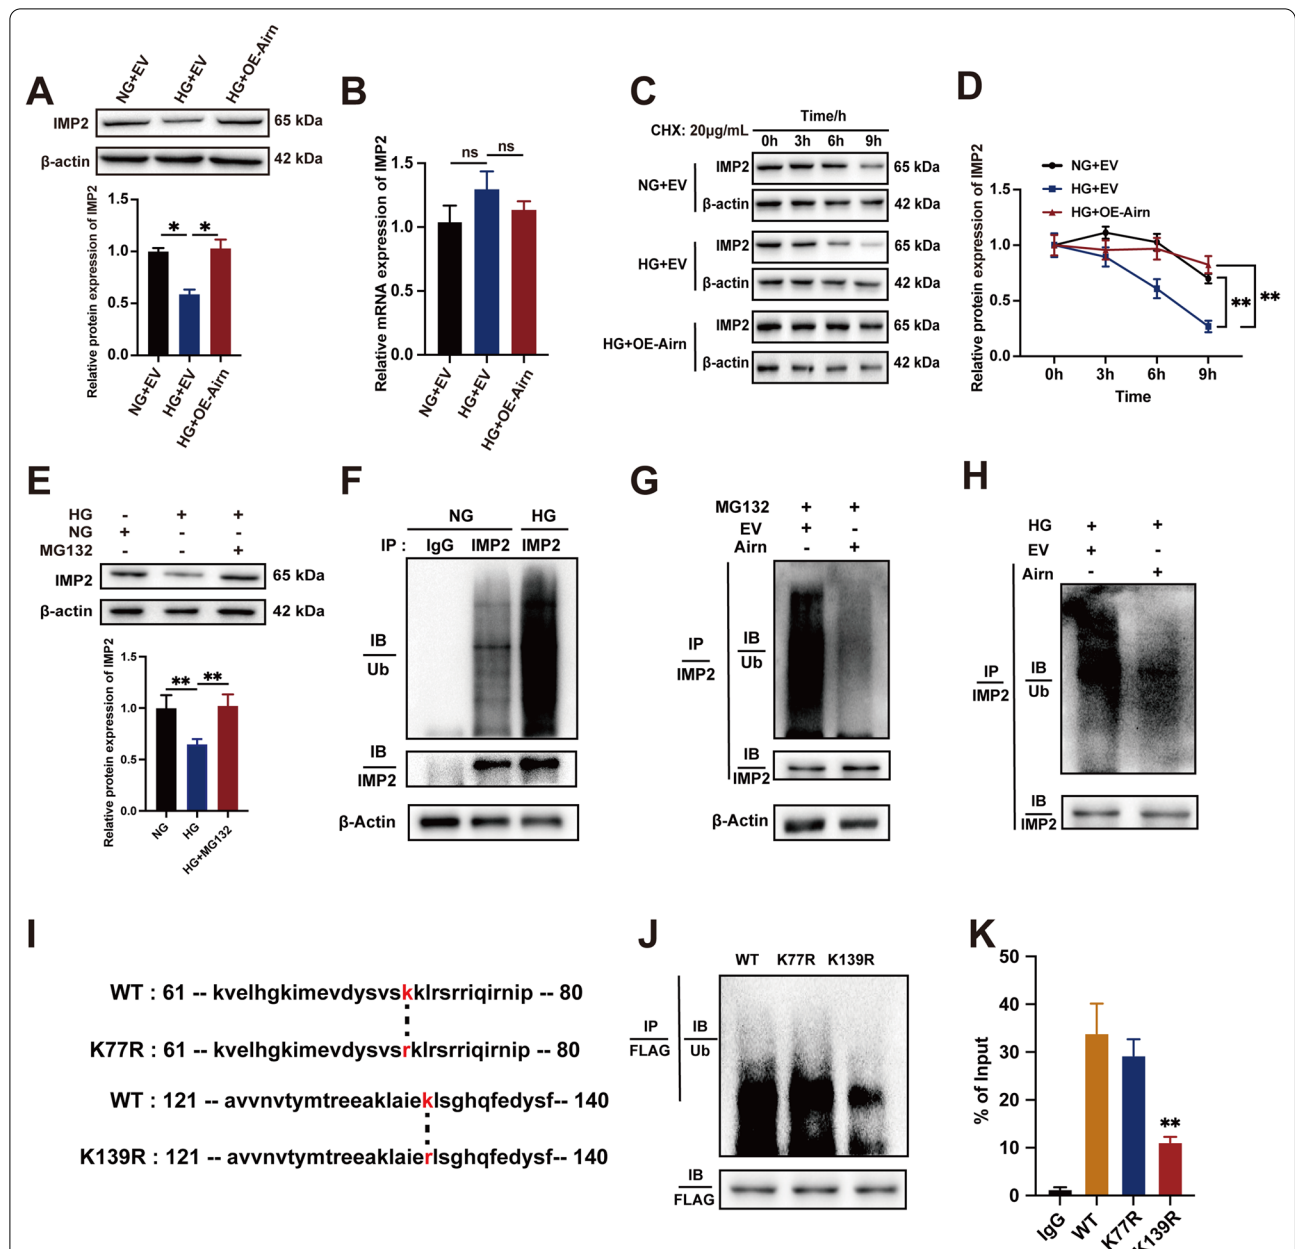 A
NG+EV
HG+EV
HG+OE-Airn
IMP2
65 kDa
β-actin
42 kDa
Relative protein expression of IMP2
1.5
1.0
0.5
0.0
*
*
NG+EV
HG+EV
HG+OE-Airn
B
Relative mRNA expression of IMP2
1.5
1.0
0.5
0.0
ns
ns
NG+EV
HG+EV
HG+OE-Airn
C
Time/h
CHX: 20μg/mL
0h 3h 6h 9h
NG+EV
IMP2
65 kDa
β-actin
42 kDa
HG+EV
IMP2
65 kDa
β-actin
42 kDa
HG+OE-Airn
IMP2
65 kDa
β-actin
42 kDa
D
NG+EV
HG+EV
HG+OE-Airn
Relative protein expression of IMP2
1.5
1.0
0.5
0.0
**
**
0h 3h 6h 9h
Time
E
HG - + +
NG + - -
MG132 - - +
IMP2
65 kDa
β-actin
42 kDa
Relative protein expression of IMP2
1.5
1.0
0.5
0.0
**
**
NG
HG
HG+MG132
F
NG HG
IP : IgG IMP2 IMP2
IB
Ub
IB
IMP2
β-Actin
G
MG132 + +
EV + -
Airn - +
IP
IMP2
IB
Ub
IB
IMP2
β-Actin
H
HG + +
EV + -
Airn - +
IP
IMP2
IB
Ub
IB
IMP2
I
WT : 61 -- kvelhgkimevdysvskklrsrriqirnip -- 80
K77R : 61 -- kvelhgkimevdysvsrklrsrriqirnip -- 80
WT : 121 -- avvnvtymtreeaklaieklsghqfedysf-- 140
K139R : 121 -- avvnvtymtreeaklaierlsghqfedysf-- 140
J
WT K77R K139R
IP
FLAG
IB
Ub
IB
FLAG
K
% of Input
50
40
30
20
10
0
**
IgG
WT
K77R
K139R